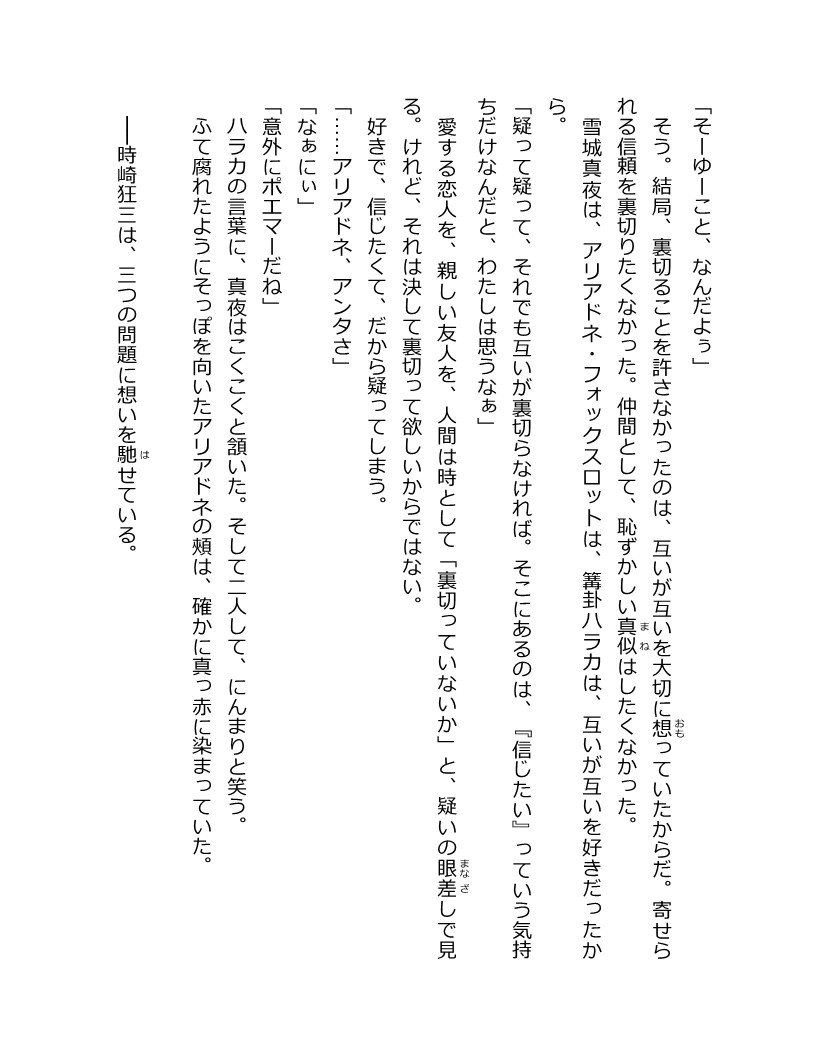 「そーゆーこと、なんだよぅ」
　そう。結局、裏切ることを許さなかったのは、互いが互いを大切に想っていたからだ。寄せら
れる信頼を裏切りたくなかった。仲間として、恥ずかしい真似はしたくなかった。
　雪城真夜は、アリアドネ・フォックスロットは、篝卦ハラカは、互いが互いを好きだったか
ら。
「疑って疑って、それでも互いが裏切らなければ。そこにあるのは、『信じたい』っていう気持
ちだけなんだと、わたしは思うなぁ」
　愛する恋人を、親しい友人を、人間は時として「裏切っていないか」と、疑いの眼差しで見
る。けれど、それは決して裏切って欲しいからではない。
　好きで、信じたくて、だから疑ってしまう。
「……アリアドネ、アンタさ」
「なぁにぃ」
「意外にポエマーだね」
　ハラカの言葉に、真夜はこくこくと頷いた。そして二人して、にんまりと笑う。
　ふて腐れたようにそっぽを向いたアリアドネの頰は、確かに真っ赤に染まっていた。
　――時崎狂三は、三つの問題に想いを馳せている。